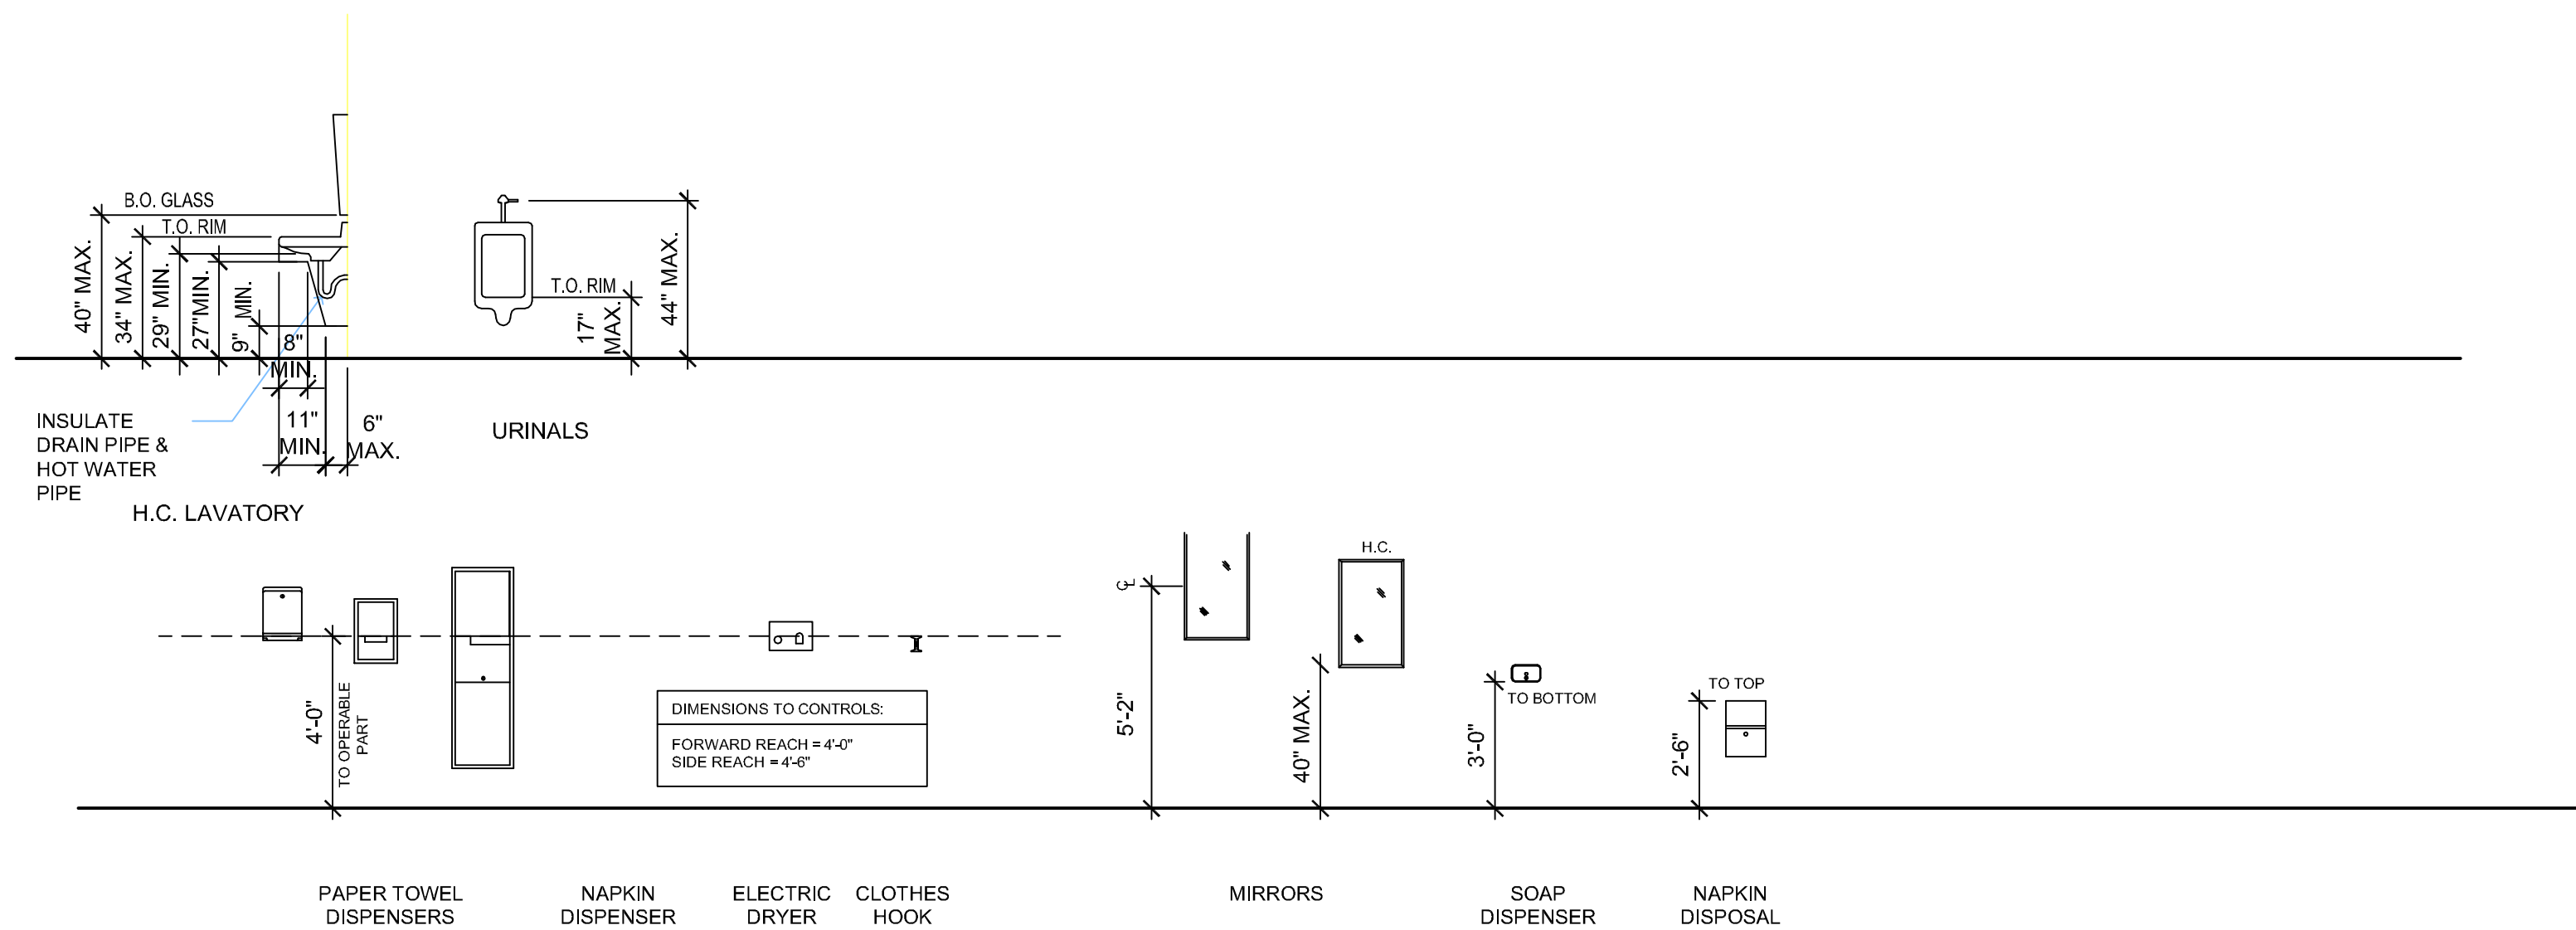 B.O. GLASS
T.O. RIM
40" MAX.
34" MAX.
29" MIN.
27"MIN.
9" MIN.
8"
MIN.
11"
MIN.
6"
MAX.
INSULATE
DRAIN PIPE &
HOT WATER
PIPE
H.C. LAVATORY
T.O. RIM
17"
MAX.
44" MAX.
URINALS
4'-0"
TO OPERABLE
PART
DIMENSIONS TO CONTROLS:
FORWARD REACH = 4'-0"
SIDE REACH = 4'-6"
CL
5'-2"
H.C.
40" MAX.
3'-0"
TO BOTTOM
2'-6"
TO TOP
PAPER TOWEL
DISPENSERS
NAPKIN
DISPENSER
ELECTRIC
DRYER
CLOTHES
HOOK
MIRRORS
SOAP
DISPENSER
NAPKIN
DISPOSAL